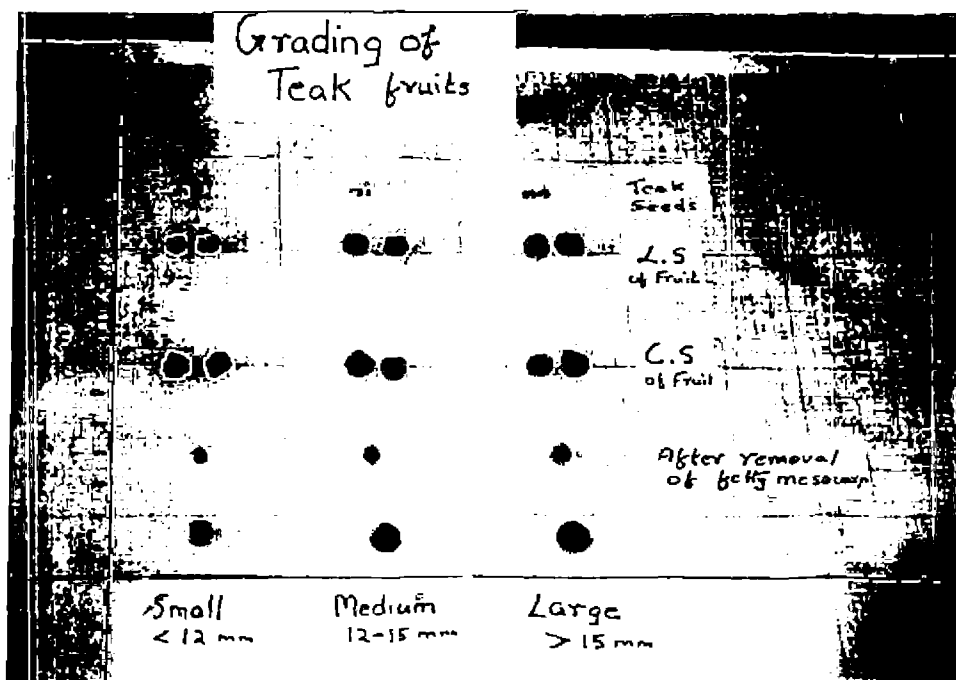 Grading of
Teak fruits
Teak
Seeds
L.S
of Fruit
C.S
of Fruit
After removal
of felty mesocarp
Small
< 12 mm
Medium
12-15 mm
Large
> 15 mm